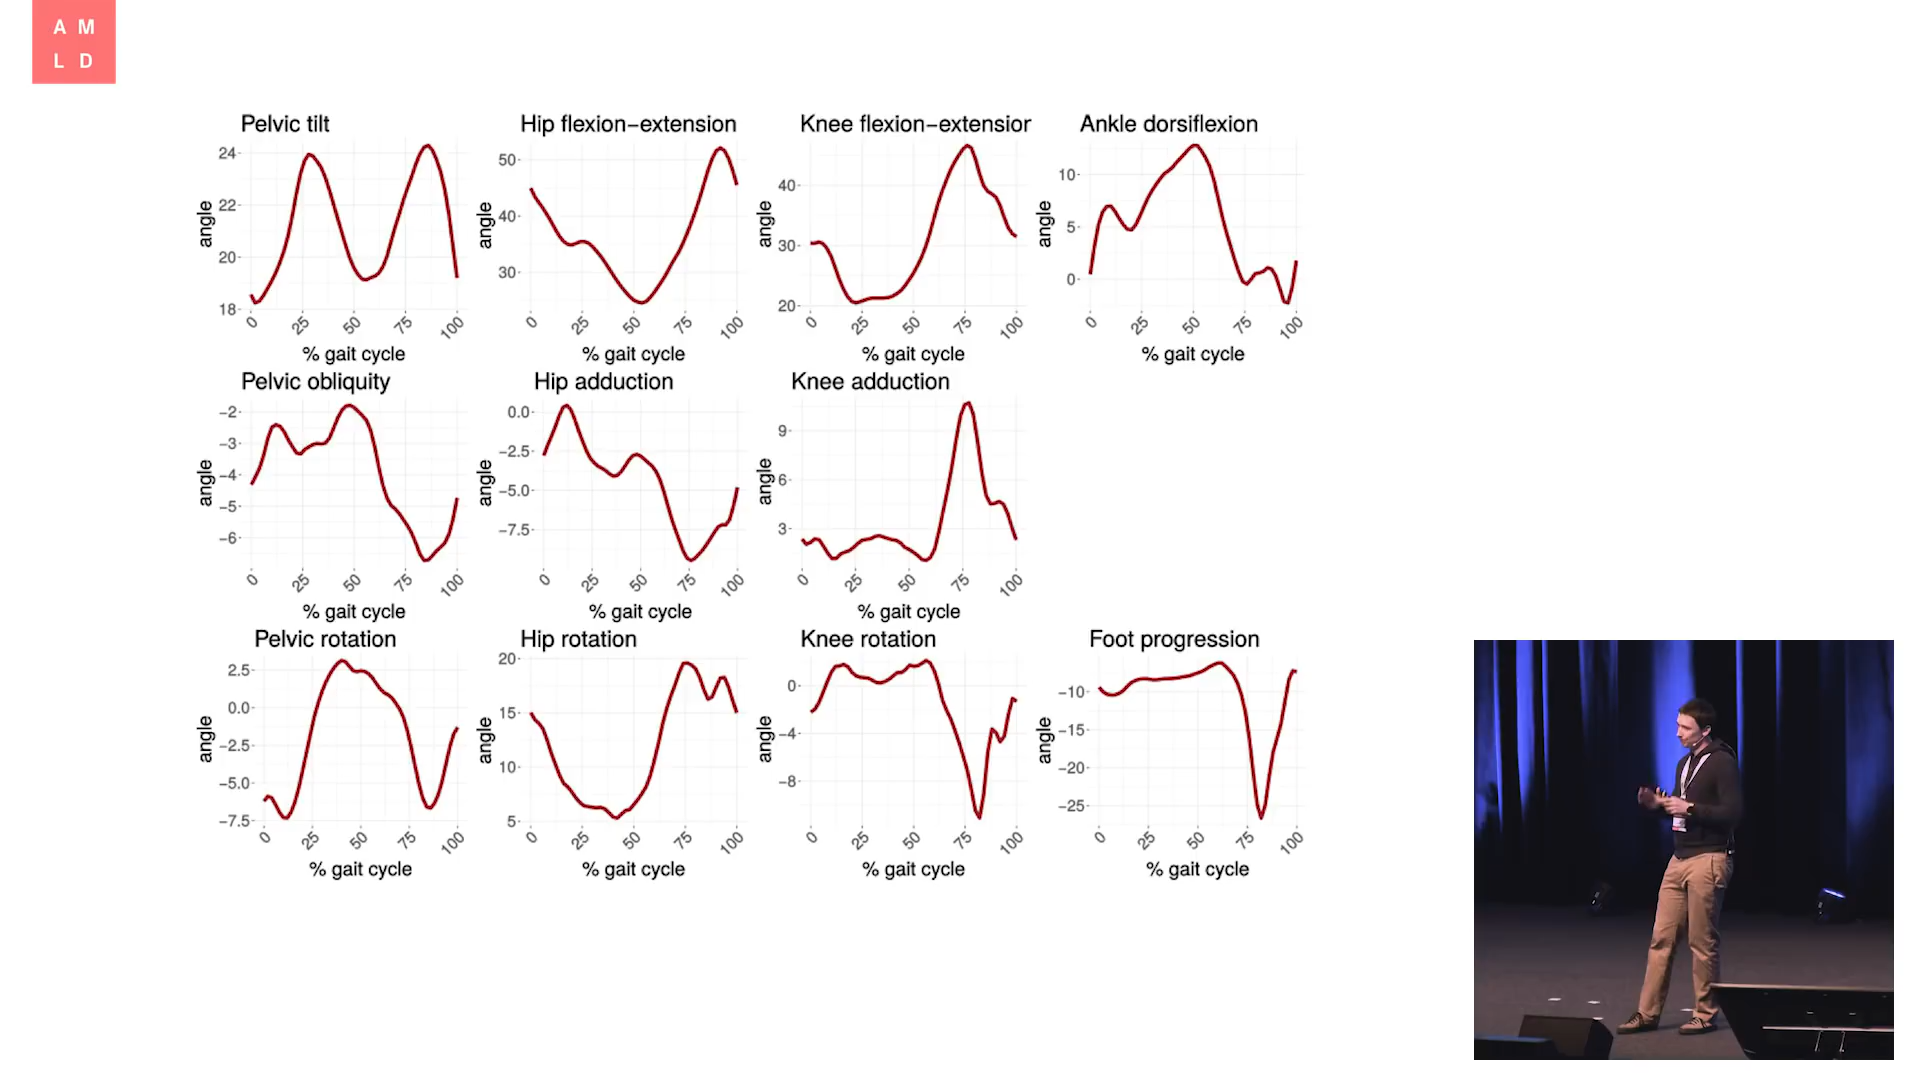 A M
L D
Pelvic tilt
Hip flexion−extension
Knee flexion−extensior
Ankle dorsiflexion
angle
24
22
20
18
0
25
50
75
100
% gait cycle
angle
50
40
30
0
25
50
75
100
% gait cycle
angle
40
30
20
0
25
50
75
100
% gait cycle
angle
10
5
0
0
25
50
75
100
% gait cycle
Pelvic obliquity
Hip adduction
Knee adduction
angle
−2
−3
−4
−5
−6
0
25
50
75
100
% gait cycle
angle
0.0
−2.5
−5.0
−7.5
0
25
50
75
100
% gait cycle
angle
9
6
3
0
25
50
75
100
% gait cycle
Pelvic rotation
Hip rotation
Knee rotation
Foot progression
angle
2.5
0.0
−2.5
−5.0
−7.5
0
25
50
75
100
% gait cycle
angle
20
15
10
5
0
25
50
75
100
% gait cycle
angle
0
−4
−8
0
25
50
75
100
% gait cycle
angle
−10
−15
−20
−25
0
25
50
75
100
% gait cycle